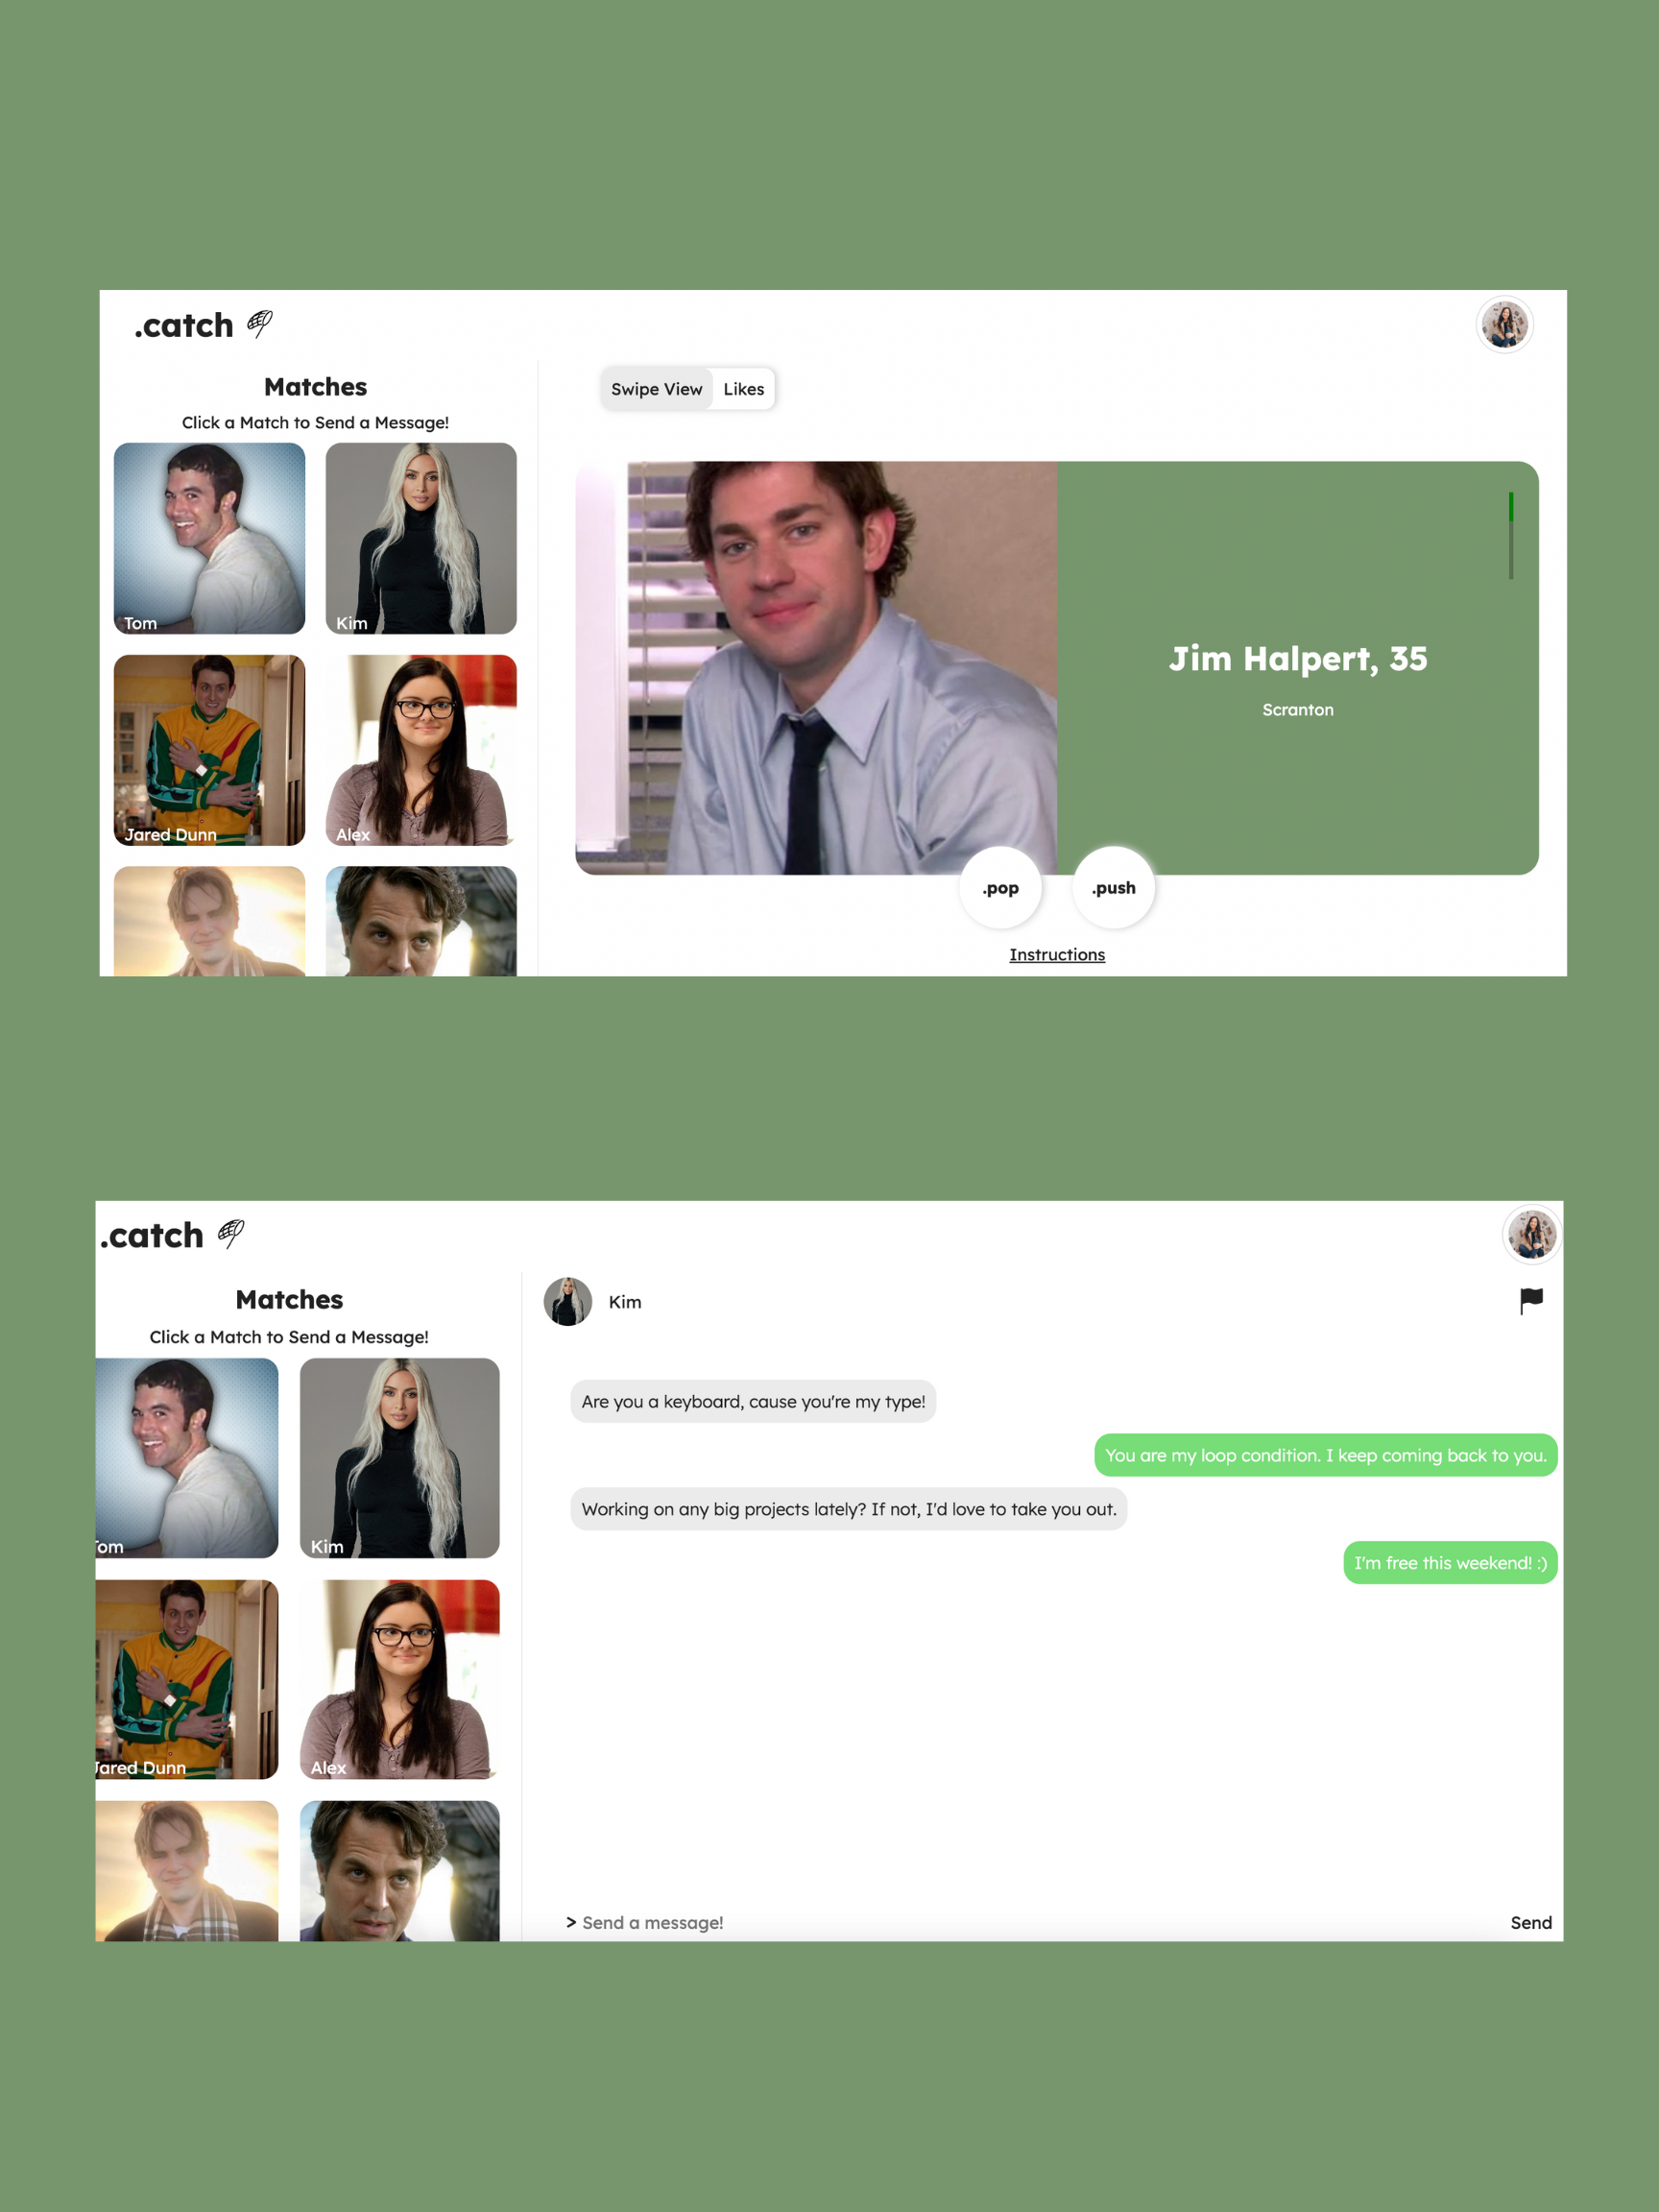 .catch
Matches
Click a Match to Send a Message!
Tom
Kim
Jared Dunn
Alex
Swipe View
Likes
Jim Halpert, 35
Scranton
.pop
.push
Instructions
.catch
Matches
Click a Match to Send a Message!
Tom
Kim
Jared Dunn
Alex
Kim
Are you a keyboard, cause you're my type!
You are my loop condition. I keep coming back to you.
Working on any big projects lately? If not, I'd love to take you out.
I'm free this weekend! :)
> Send a message!
Send